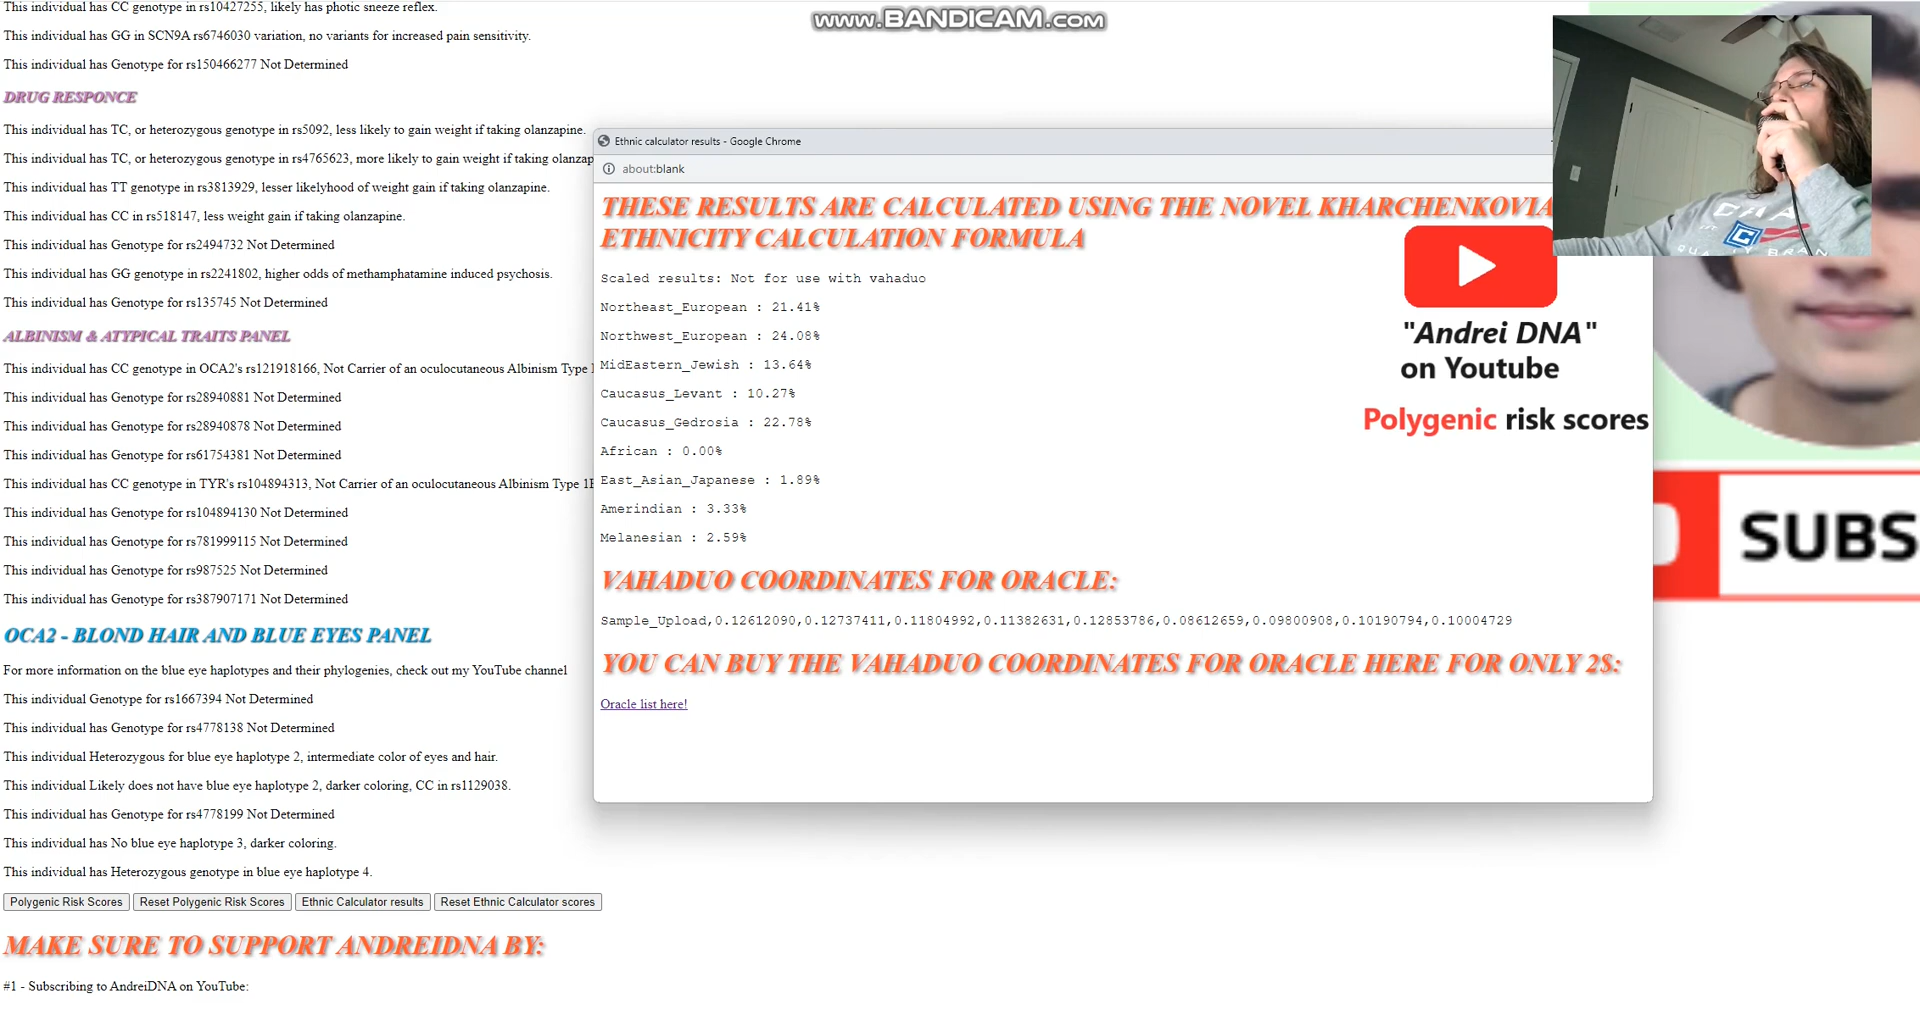 This individual has CC genotype in rs10427255, likely has photic sneeze reflex.
This individual has GG in SCN9A rs6746030 variation, no variants for increased pain sensitivity.
This individual has Genotype for rs150466277 Not Determined
DRUG RESPONCE
This individual has TC, or heterozygous genotype in rs5092, less likely to gain weight if taking olanzapine.
This individual has TC, or heterozygous genotype in rs4765623, more likely to gain weight if taking olanzap
This individual has TT genotype in rs3813929, lesser likelyhood of weight gain if taking olanzapine.
This individual has CC in rs518147, less weight gain if taking olanzapine.
This individual has Genotype for rs2494732 Not Determined
This individual has GG genotype in rs2241802, higher odds of methamphatamine induced psychosis.
This individual has Genotype for rs135745 Not Determined
ALBINISM & ATYPICAL TRAITS PANEL
This individual has CC genotype in OCA2's rs121918166, Not Carrier of an oculocutaneous Albinism Type
This individual has Genotype for rs28940881 Not Determined
This individual has Genotype for rs28940878 Not Determined
This individual has Genotype for rs61754381 Not Determined
This individual has CC genotype in TYR's rs104894313, Not Carrier of an oculocutaneous Albinism Type 1
This individual has Genotype for rs104894130 Not Determined
This individual has Genotype for rs781999115 Not Determined
This individual has Genotype for rs987525 Not Determined
This individual has Genotype for rs387907171 Not Determined
OCA2 - BLOND HAIR AND BLUE EYES PANEL
For more information on the blue eye haplotypes and their phylogenies, check out my YouTube channel
This individual Genotype for rs1667394 Not Determined
This individual has Genotype for rs4778138 Not Determined
This individual Heterozygous for blue eye haplotype 2, intermediate color of eyes and hair.
This individual Likely does not have blue eye haplotype 2, darker coloring, CC in rs1129038.
This individual has Genotype for rs4778199 Not Determined
This individual has No blue eye haplotype 3, darker coloring.
This individual has Heterozygous genotype in blue eye haplotype 4.
Polygenic Risk Scores Reset Polygenic Risk Scores Ethnic Calculator results Reset Ethnic Calculator scores
MAKE SURE TO SUPPORT ANDREIDNA BY:
#1 - Subscribing to AndreiDNA on YouTube:
www.BANDICAM.com
Ethnic calculator results - Google Chrome
about:blank
THESE RESULTS ARE CALCULATED USING THE NOVEL KHARCHENKOVIA
ETHNICITY CALCULATION FORMULA
Scaled results: Not for use with vahaduo
Northeast_European : 21.41%
Northwest_European : 24.08%
MidEastern_Jewish : 13.64%
Caucasus_Levant : 10.27%
Caucasus_Gedrosia : 22.78%
African : 0.00%
East_Asian_Japanese : 1.89%
Amerindian : 3.33%
Melanesian : 2.59%
VAHADUO COORDINATES FOR ORACLE:
Sample_Upload,0.12612090,0.12737411,0.11804992,0.11382631,0.12853786,0.08612659,0.09800908,0.10190794,0.10004729
YOU CAN BUY THE VAHADUO COORDINATES FOR ORACLE HERE FOR ONLY 2$:
Oracle list here!
"Andrei DNA"
on Youtube
Polygenic risk scores
SUBS